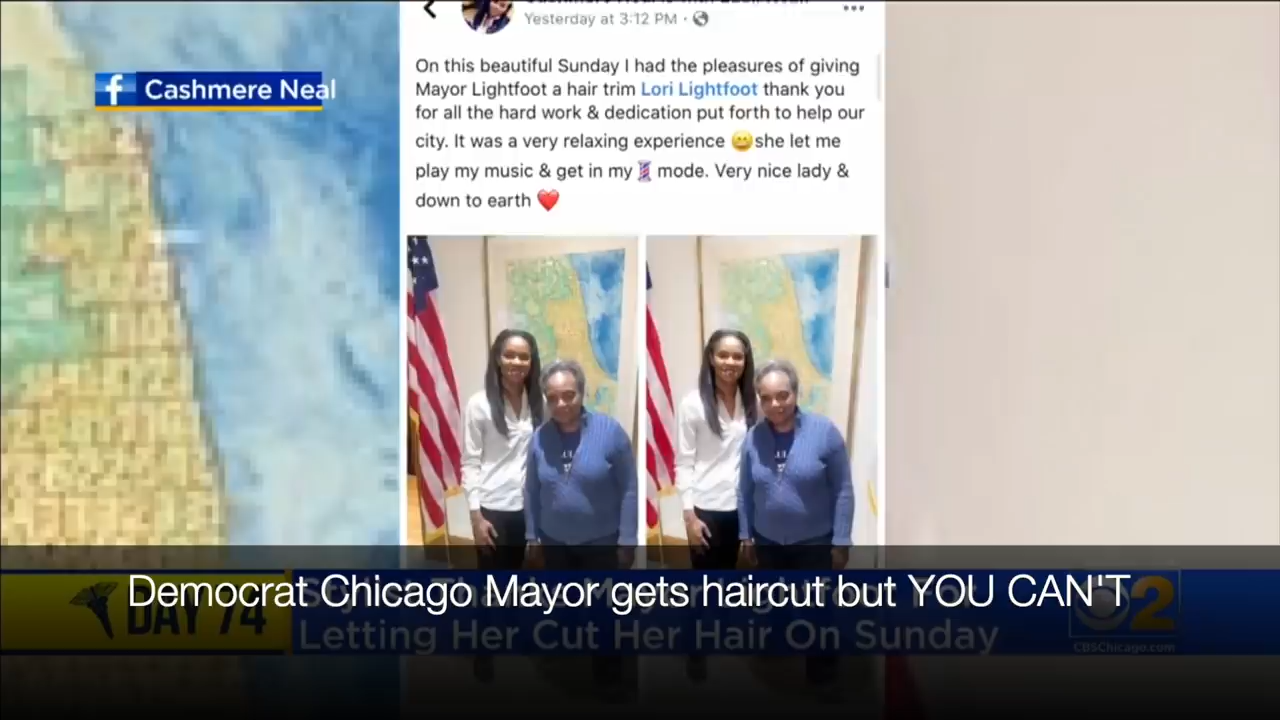 f Cashmere Neal
Yesterday at 3:12 PM ·
On this beautiful Sunday I had the pleasures of giving
Mayor Lightfoot a hair trim Lori Lightfoot thank you
for all the hard work & dedication put forth to help our
city. It was a very relaxing experience 😄 she let me
play my music & get in my 💈 mode. Very nice lady &
down to earth ❤️
Democrat Chicago Mayor gets haircut but YOU CAN'T
DAY 74
Letting Her Cut Her Hair On Sunday
2
CBSChicago.com